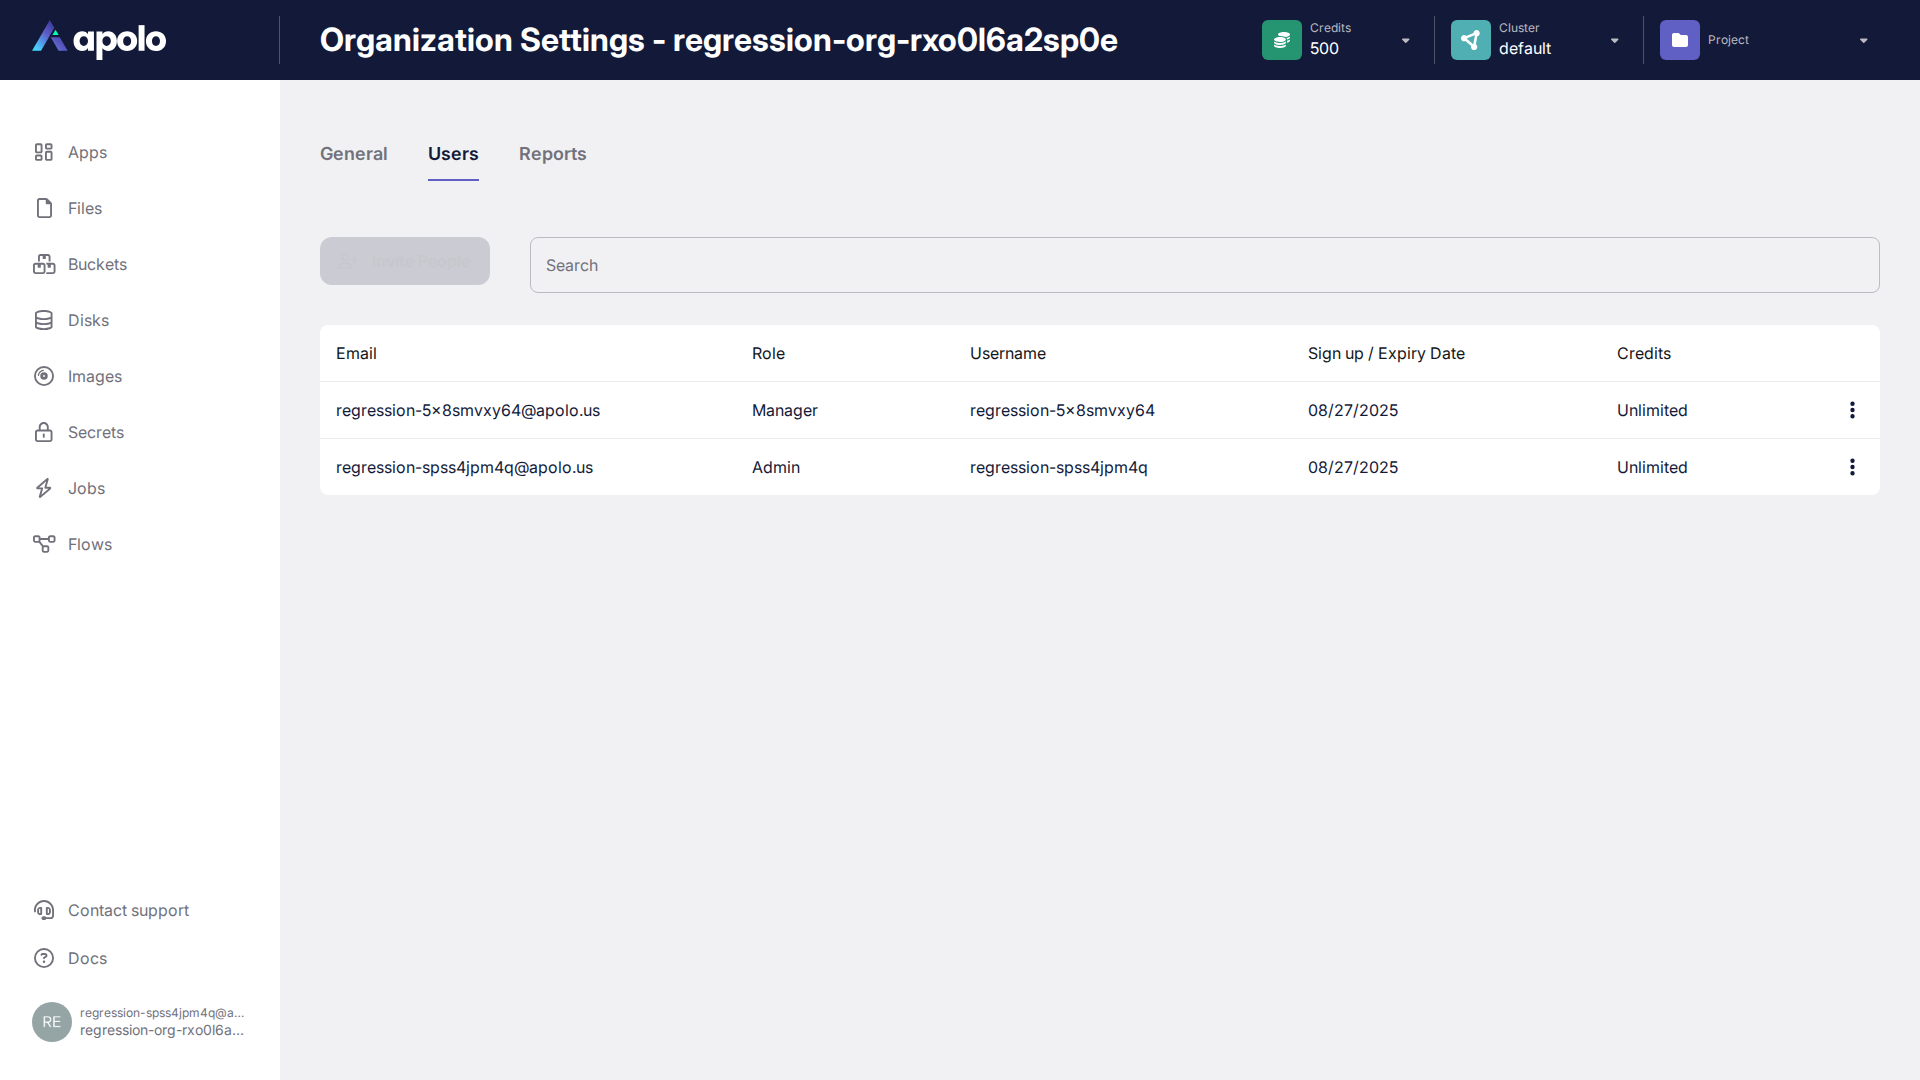 apolo
Organization Settings - regression-org-rxo0l6a2sp0e
Credits
500
Cluster
default
Project
Apps
Files
Buckets
Disks
Images
Secrets
Jobs
Flows
Contact support
Docs
RE
regression-spss4jpm4q@a...
regression-org-rxo0l6a...
General Users Reports
Invite People
Search
Email Role Username Sign up / Expiry Date Credits
regression-5x8smvxy64@apolo.us Manager regression-5x8smvxy64 08/27/2025 Unlimited
regression-spss4jpm4q@apolo.us Admin regression-spss4jpm4q 08/27/2025 Unlimited